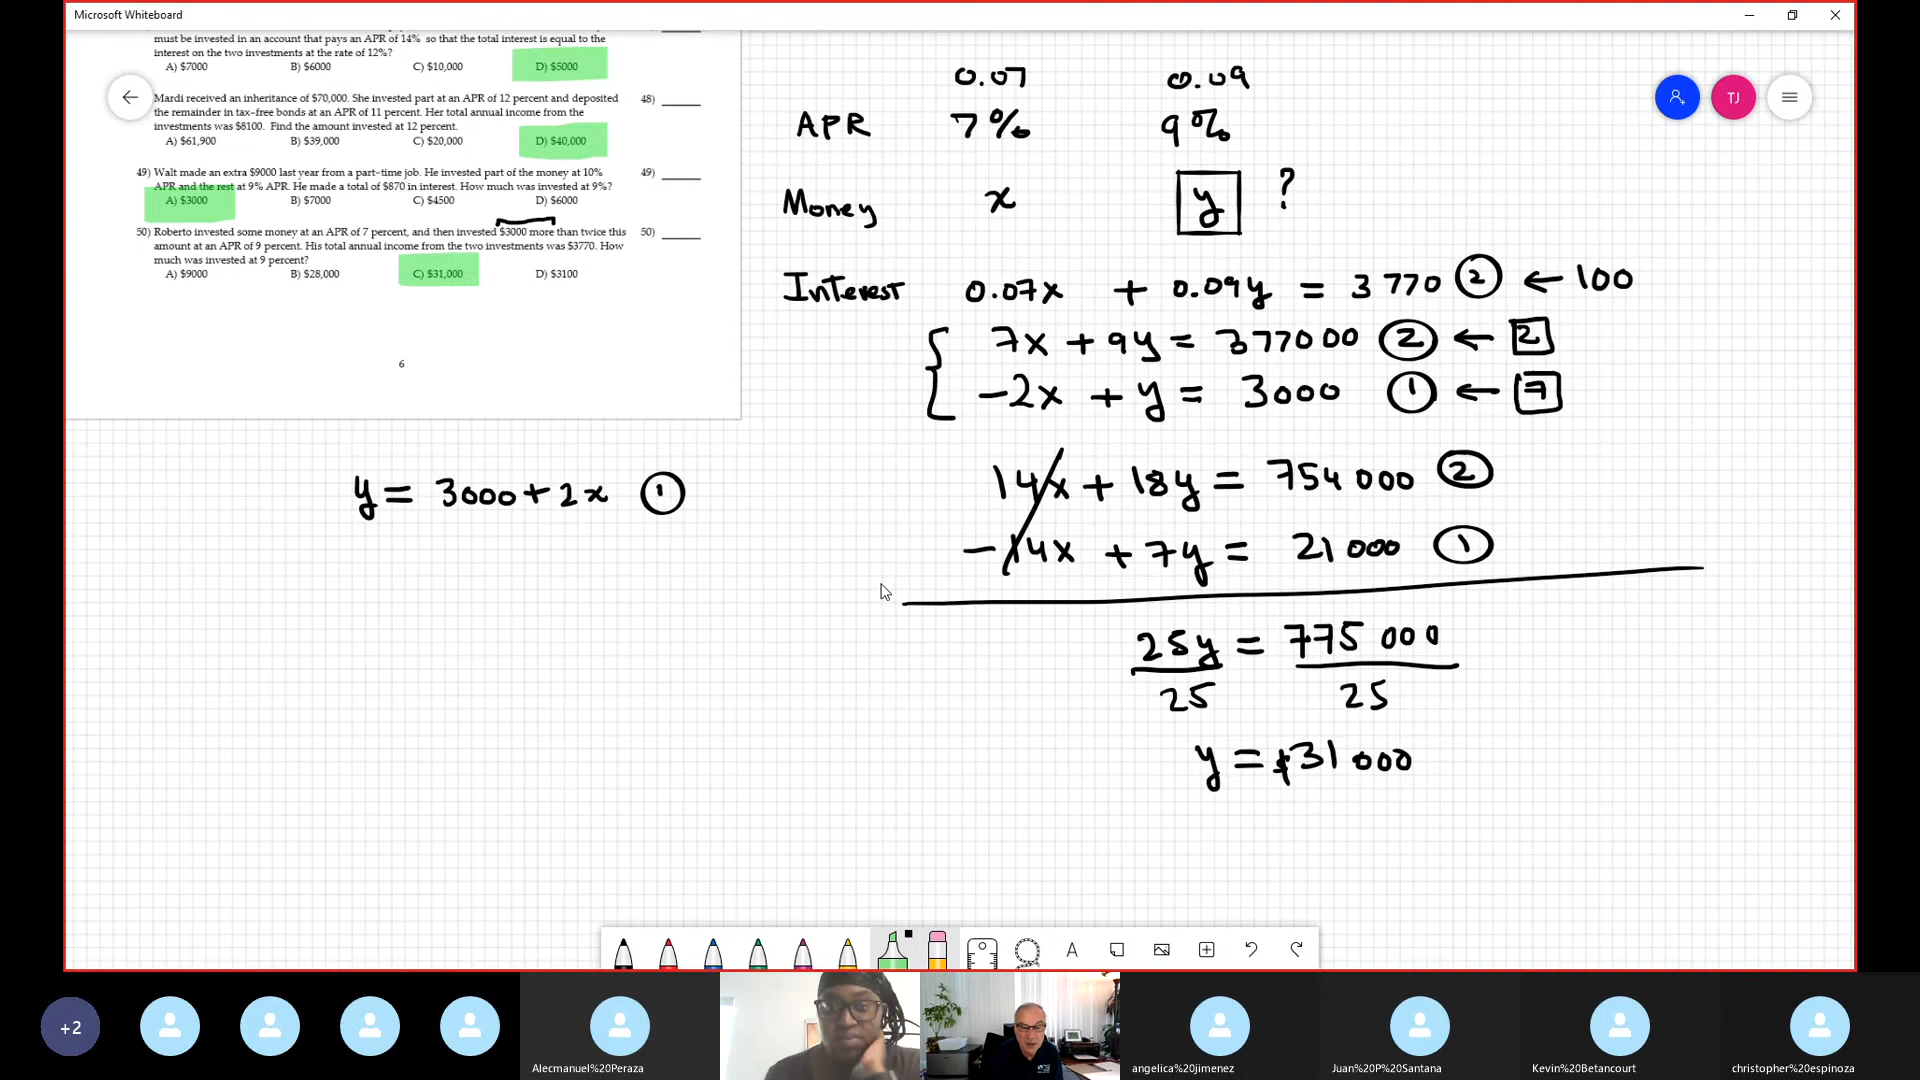 Microsoft Whiteboard
must be invested in an account that pays an APR of 14% so that the total interest is equal to the
interest on the two investments at the rate of 12%?
A) $7000 B) $6000 C) $10,000 D) $5000
Mardi received an inheritance of $70,000. She invested part at an APR of 12 percent and deposited 48)
the remainder in tax-free bonds at an APR of 11 percent. Her total annual income from the
investments was $8100. Find the amount invested at 12 percent.
A) $61,900 B) $39,000 C) $20,000 D) $40,000
49) Walt made an extra $9000 last year from a part-time job. He invested part of the money at 10% 49)
APR and the rest at 9% APR. He made a total of $870 in interest. How much was invested at 9%?
A) $3000 B) $7000 C) $4500 D) $6000
50) Roberto invested some money at an APR of 7 percent, and then invested $3000 more than twice this 50)
amount at an APR of 9 percent. His total annual income from the two investments was $3770. How
much was invested at 9 percent?
A) $9000 B) $28,000 C) $31,000 D) $3100
6
y = 3000 + 2x ①
0.07 0.09
APR 7% 9%
Money x y ?
Interest 0.07x + 0.09y = 3770 ② ← 100
7x + 9y = 377000 ② ← 2
-2x + y = 3000 ① ← 7
14x + 18y = 754000 ②
-14x + 7y = 21000 ①
25y = 775 000
25 25
y = $31 000
TJ
A
+2
Alecmanuel%20Peraza
angelica%20jimenez
Juan%20P%20Santana
Kevin%20Betancourt
christopher%20espinoza